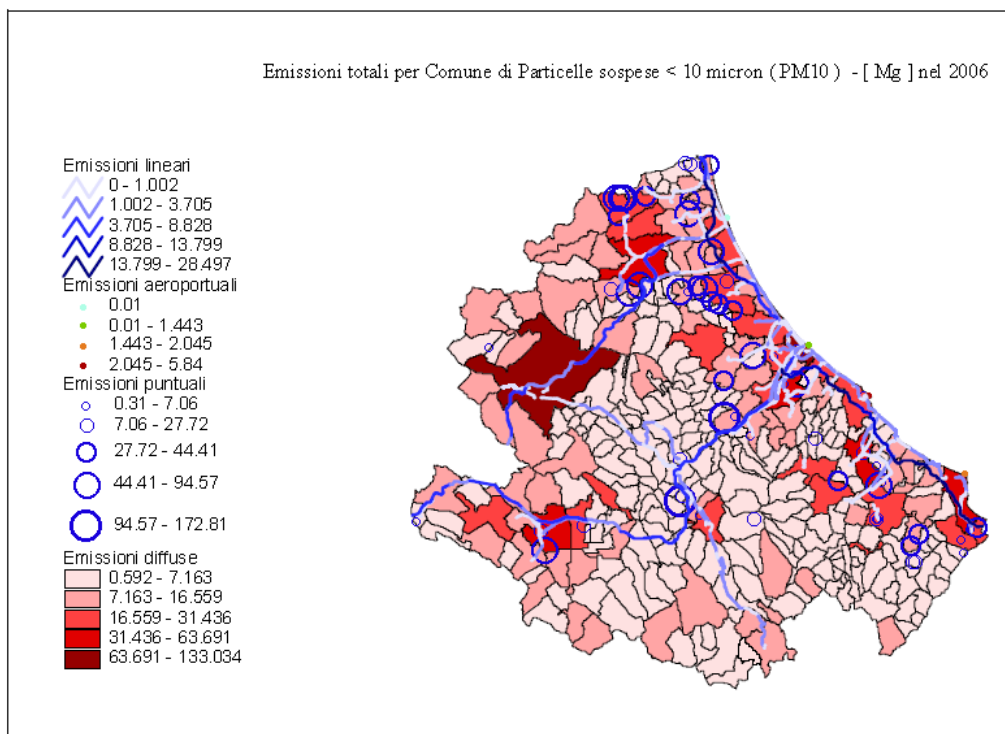 Emissioni totali per Comune di Particelle sospese < 10 micron ( PM10 ) - [ Mg ] nel 2006
Emissioni lineari
0 - 1.002
1.002 - 3.705
3.705 - 8.828
8.828 - 13.799
13.799 - 28.497
Emissioni aeroportuali
0.01
0.01 - 1.443
1.443 - 2.045
2.045 - 5.84
Emissioni puntuali
0.31 - 7.06
7.06 - 27.72
27.72 - 44.41
44.41 - 94.57
94.57 - 172.81
Emissioni diffuse
0.592 - 7.163
7.163 - 16.559
16.559 - 31.436
31.436 - 63.691
63.691 - 133.034